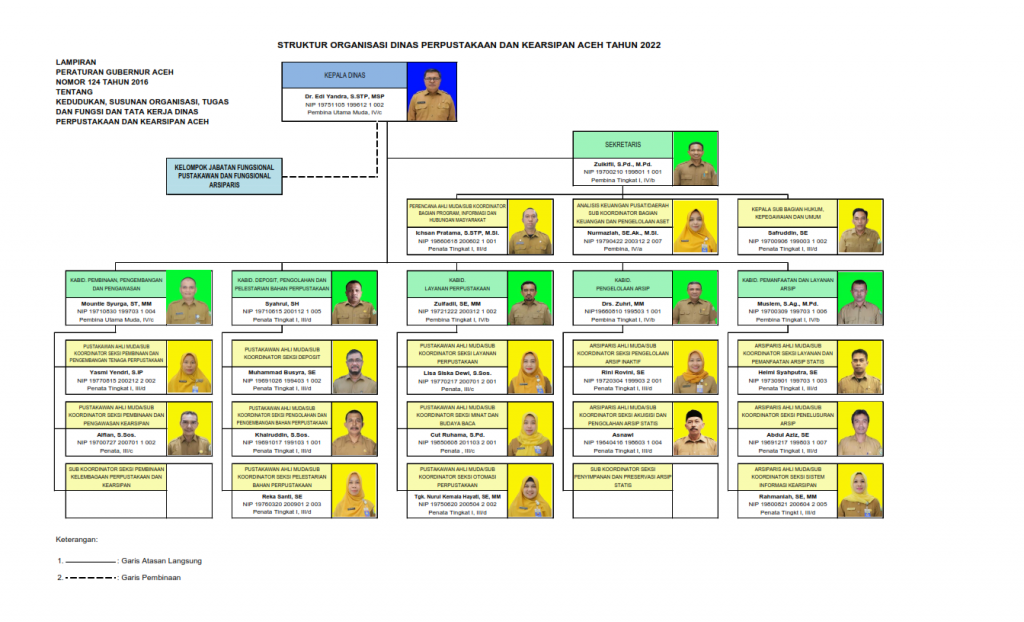 STRUKTUR ORGANISASI DINAS PERPUSTAKAAN DAN KEARSIPAN ACEH TAHUN 2022
LAMPIRAN
PERATURAN GUBERNUR ACEH
NOMOR 124 TAHUN 2016
TENTANG
KEDUDUKAN, SUSUNAN ORGANISASI, TUGAS
DAN FUNGSI DAN TATA KERJA DINAS
PERPUSTAKAAN DAN KEARSIPAN ACEH
KEPALA DINAS
Dr. Edi Yandra, S.STP, MSP
NIP 19751105 199612 1 002
Pembina Utama Muda, IV/c
KELOMPOK JABATAN FUNGSIONAL
PUSTAKAWAN DAN FUNGSIONAL
ARSIPARIS
SEKRETARIS
Zulkifli, S.Pd., M.Pd.
NIP 19700210 199801 1 001
Pembina Tingkat I, IV/b
PERENCANA AHLI MUDA/SUB KOORDINATOR
BAGIAN PROGRAM, INFORMASI DAN
HUBUNGAN MASYARAKAT
Ichsan Pratama, S.STP, M.Si.
NIP 19860618 200602 1 001
Penata Tingkat I, III/d
ANALISIS KEUANGAN PUSAT/DAERAH
SUB KOORDINATOR BAGIAN
KEUANGAN DAN PENGELOLAAN ASET
Nurmaziah, SE.Ak., M.Si.
NIP 19790422 200312 2 007
Pembina, IV/a
KEPALA SUB BAGIAN HUKUM,
KEPEGAWAIAN DAN UMUM
Safruddin, SE
NIP 19700906 199003 1 002
Penata Tingkat I, III/d
KABID. PEMBINAAN, PENGEMBANGAN
DAN PENGAWASAN
Mountie Syurga, ST, MM
NIP 19710830 199703 1 004
Pembina Utama Muda, IV/c
KABID. DEPOSIT, PENGOLAHAN DAN
PELESTARIAN BAHAN PERPUSTAKAAN
Syahrul, SH
NIP 19710615 200112 1 005
Penata Tingkat I, III/d
KABID.
LAYANAN PERPUSTAKAAN
Zulfadli, SE, MM
NIP 19721222 200312 1 002
Pembina Tingkat I, IV/b
KABID.
PENGELOLAAN ARSIP
Drs. Zuhri, MM
NIP19660810 199503 1 001
Pembina Tingkat I, IV/b
KABID. PEMANFAATAN DAN LAYANAN
ARSIP
Muslem, S.Ag., M.Pd.
NIP 19700309 199703 1 006
Pembina Tingkat I, IV/b
PUSTAKAWAN AHLI MUDA/SUB
KOORDINATOR SEKSI PEMBINAAN DAN
PENGEMBANGAN TENAGA PERPUSTAKAAN
Yasmi Yendri, S.IP
NIP 19770815 200212 2 002
Penata Tingkat I, III/d
PUSTAKAWAN AHLI MUDA/SUB
KOORDINATOR SEKSI DEPOSIT
Muhammad Busyra, SE
NIP 19691028 199403 1 002
Penata Tingkat I, III/d
PUSTAKAWAN AHLI MUDA/SUB
KOORDINATOR SEKSI LAYANAN
PERPUSTAKAAN
Lisa Siska Dewi, S.Sos.
NIP 19770217 200701 2 001
Penata, III/c
ARSIPARIS AHLI MUDA/SUB
KOORDINATOR SEKSI PENGELOLAAN
ARSIP INAKTIF
Rini Rovini, SE
NIP 19720304 199903 2 001
Penata Tingkat I, III/d
ARSIPARIS AHLI MUDA/SUB
KOORDINATOR SEKSI LAYANAN DAN
PEMANFAATAN ARSIP STATIS
Helmi Syahputra, SE
NIP 19730901 199703 1 003
Penata Tingkat I, III/d
PUSTAKAWAN AHLI MUDA/SUB
KOORDINATOR SEKSI PEMBINAAN DAN
PENGAWASAN KEARSIPAN
Alfian, S.Sos.
NIP 19700727 200701 1 002
Penata, III/c
PUSTAKAWAN AHLI MUDA/SUB
KOORDINATOR SEKSI PENGOLAHAN DAN
PENGEMBANGAN BAHAN PERPUSTAKAAN
Khairuddin, S.Sos.
NIP 19691017 199103 1 001
Penata Tingkat I, III/d
PUSTAKAWAN AHLI MUDA/SUB
KOORDINATOR SEKSI MINAT DAN
BUDAYA BACA
Cut Ruhama, S.Pd.
NIP 19860808 201103 2 001
Penata , III/c
ARSIPARIS AHLI MUDA/SUB
KOORDINATOR SEKSI AKUISISI DAN
PENGOLAHAN ARSIP STATIS
Asnawi
NIP 19640416 198603 1 004
Penata Tingkat I, III/d
ARSIPARIS AHLI MUDA/SUB
KOORDINATOR SEKSI PENELUSURAN
ARSIP
Abdul Aziz, SE
NIP 19691217 199803 1 007
Penata Tingkat I, III/d
SUB KOORDINATOR SEKSI PEMBINAAN
KELEMBAGAAN PERPUSTAKAAN DAN
KEARSIPAN
PUSTAKAWAN AHLI MUDA/SUB
KOORDINATOR SEKSI PELESTARIAN
BAHAN PERPUSTAKAAN
Reka Santi, SE
NIP 19760320 200901 2 003
Penata Tingkat I, III/d
PUSTAKAWAN AHLI MUDA/SUB
KOORDINATOR SEKSI OTOMASI
PERPUSTAKAAN
Tgk. Nurul Kemala Hayati, SE, MM
NIP 19750620 200504 2 002
Penata Tingkat I, III/d
SUB KOORDINATOR SEKSI
PENYIMPANAN DAN PRESERVASI ARSIP
STATIS
ARSIPARIS AHLI MUDA/SUB
KOORDINATOR SEKSI SISTEM
INFORMASI KEARSIPAN
Rahmaniah, SE, MM
NIP 19800821 200604 2 005
Penata Tingkt I, III/d
Keterangan:
1. : Garis Atasan Langsung
2. : Garis Pembinaan